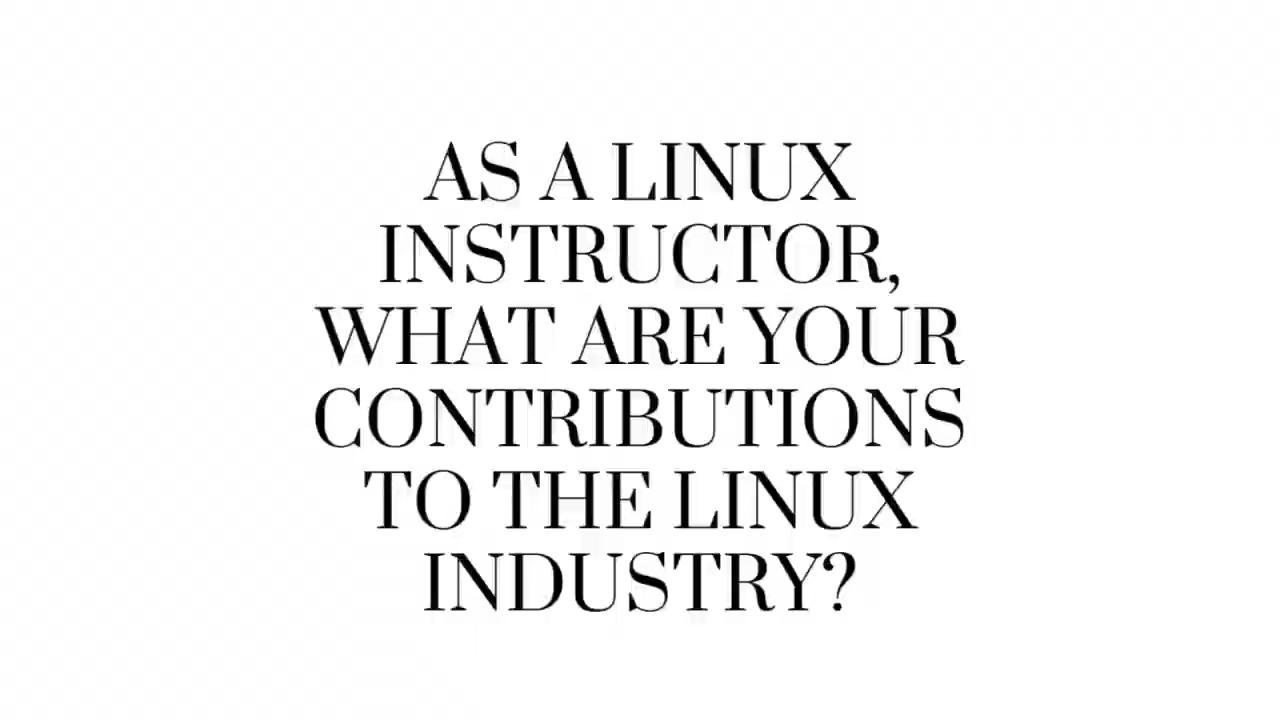 AS A LINUX
INSTRUCTOR,
WHAT ARE YOUR
CONTRIBUTIONS
TO THE LINUX
INDUSTRY?